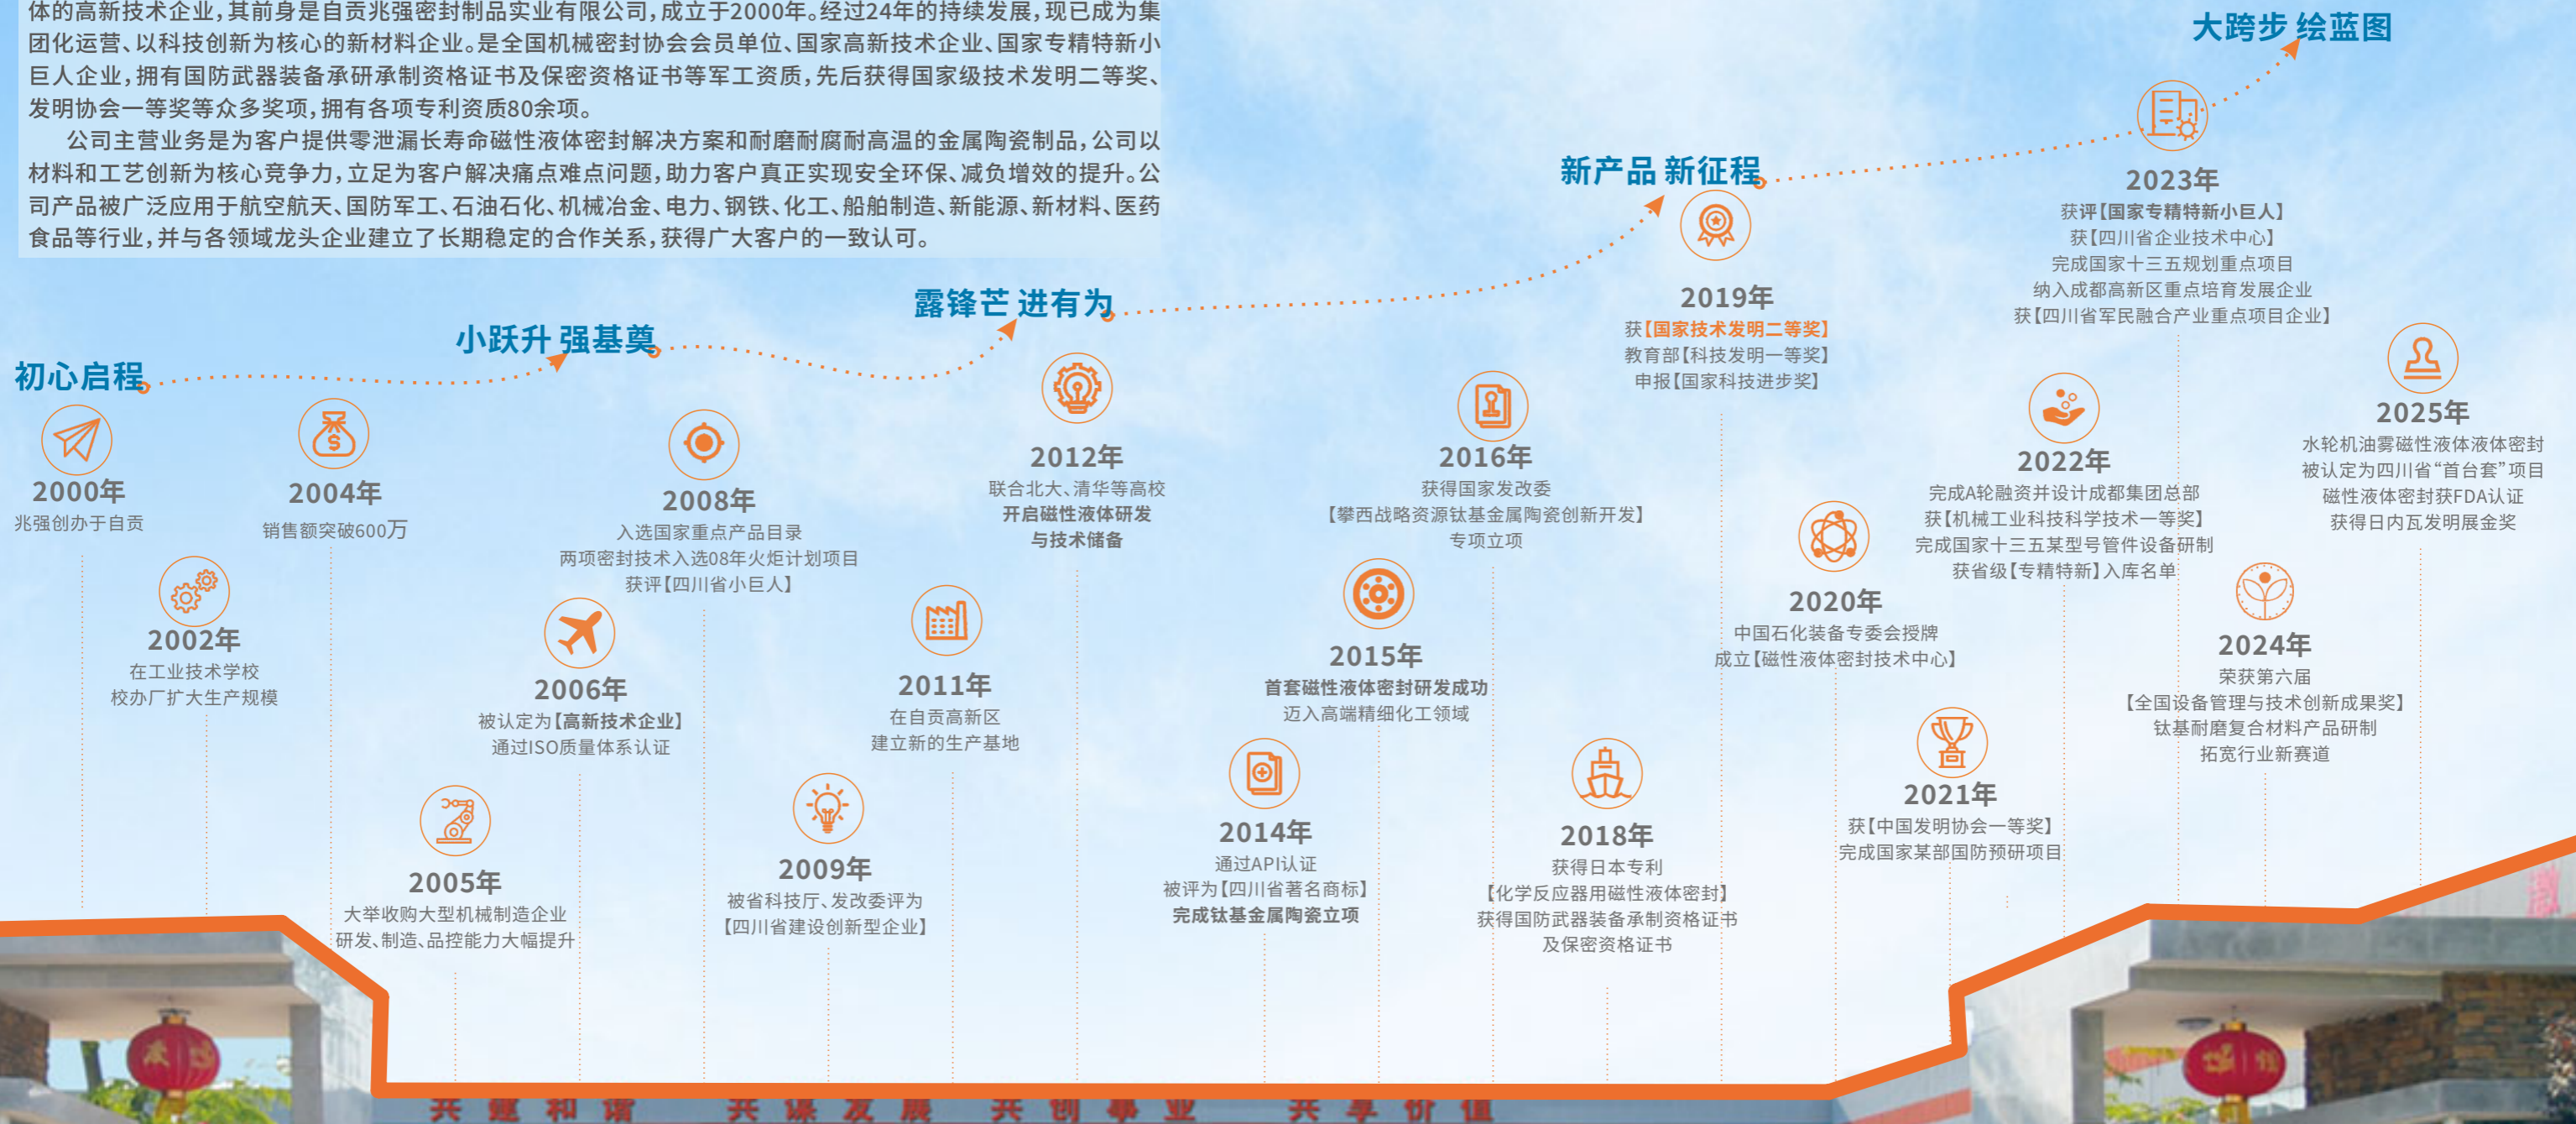 体的高新技术企业,其前身是自贡兆强密封制品实业有限公司,成立于2000年。经过24年的持续发展,现已成为集
团化运营、以科技创新为核心的新材料企业。是全国机械密封协会会员单位、国家高新技术企业、国家专精特新小
巨人企业,拥有国防武器装备承研承制资格证书及保密资格证书等军工资质,先后获得国家级技术发明二等奖、
发明协会一等奖等众多奖项,拥有各项专利资质80余项。
公司主营业务是为客户提供零泄漏长寿命磁性液体密封解决方案和耐磨耐腐耐高温的金属陶瓷制品,公司以
材料和工艺创新为核心竞争力,立足为客户解决痛点难点问题,助力客户真正实现安全环保、减负增效的提升。公
司产品被广泛应用于航空航天、国防军工、石油石化、机械冶金、电力、钢铁、化工、船舶制造、新能源、新材料、医药
食品等行业,并与各领域龙头企业建立了长期稳定的合作关系,获得广大客户的一致认可。
初心启程
小跃升 强基奠
露锋芒 进有为
新产品 新征程
大跨步 绘蓝图
2000年
兆强创办于自贡
2002年
在工业技术学校
校办厂扩大生产规模
2004年
销售额突破600万
2005年
大举收购大型机械制造企业
研发、制造、品控能力大幅提升
2006年
被认定为【高新技术企业】
通过ISO质量体系认证
2008年
入选国家重点产品目录
两项密封技术入选08年火炬计划项目
获评【四川省小巨人】
2009年
被省科技厅、发改委评为
【四川省建设创新型企业】
2011年
在自贡高新区
建立新的生产基地
2012年
联合北大、清华等高校
开启磁性液体研发
与技术储备
2014年
通过API认证
被评为【四川省著名商标】
完成钛基金属陶瓷立项
2015年
首套磁性液体密封研发成功
迈入高端精细化工领域
2016年
获得国家发改委
【攀西战略资源钛基金属陶瓷创新开发】
专项立项
2018年
获得日本专利
【化学反应器用磁性液体密封】
获得国防武器装备承制资格证书
及保密资格证书
2019年
获【国家技术发明二等奖】
教育部【科技发明一等奖】
申报【国家科技进步奖】
2020年
中国石化装备专委会授牌
成立【磁性液体密封技术中心】
2021年
获【中国发明协会一等奖】
完成国家某部国防预研项目
2022年
完成A轮融资并设计成都集团总部
获【机械工业科技科学技术一等奖】
完成国家十三五某型号管件设备研制
获省级【专精特新】入库名单
2023年
获评【国家专精特新小巨人】
获【四川省企业技术中心】
完成国家十三五规划重点项目
纳入成都高新区重点培育发展企业
获【四川省军民融合产业重点项目企业】
2024年
荣获第六届
【全国设备管理与技术创新成果奖】
钛基耐磨复合材料产品研制
拓宽行业新赛道
2025年
水轮机油雾磁性液体液体密封
被认定为四川省“首台套”项目
磁性液体密封获FDA认证
获得日内瓦发明展金奖
共建和谐 共谋发展 共创事业 共享价值